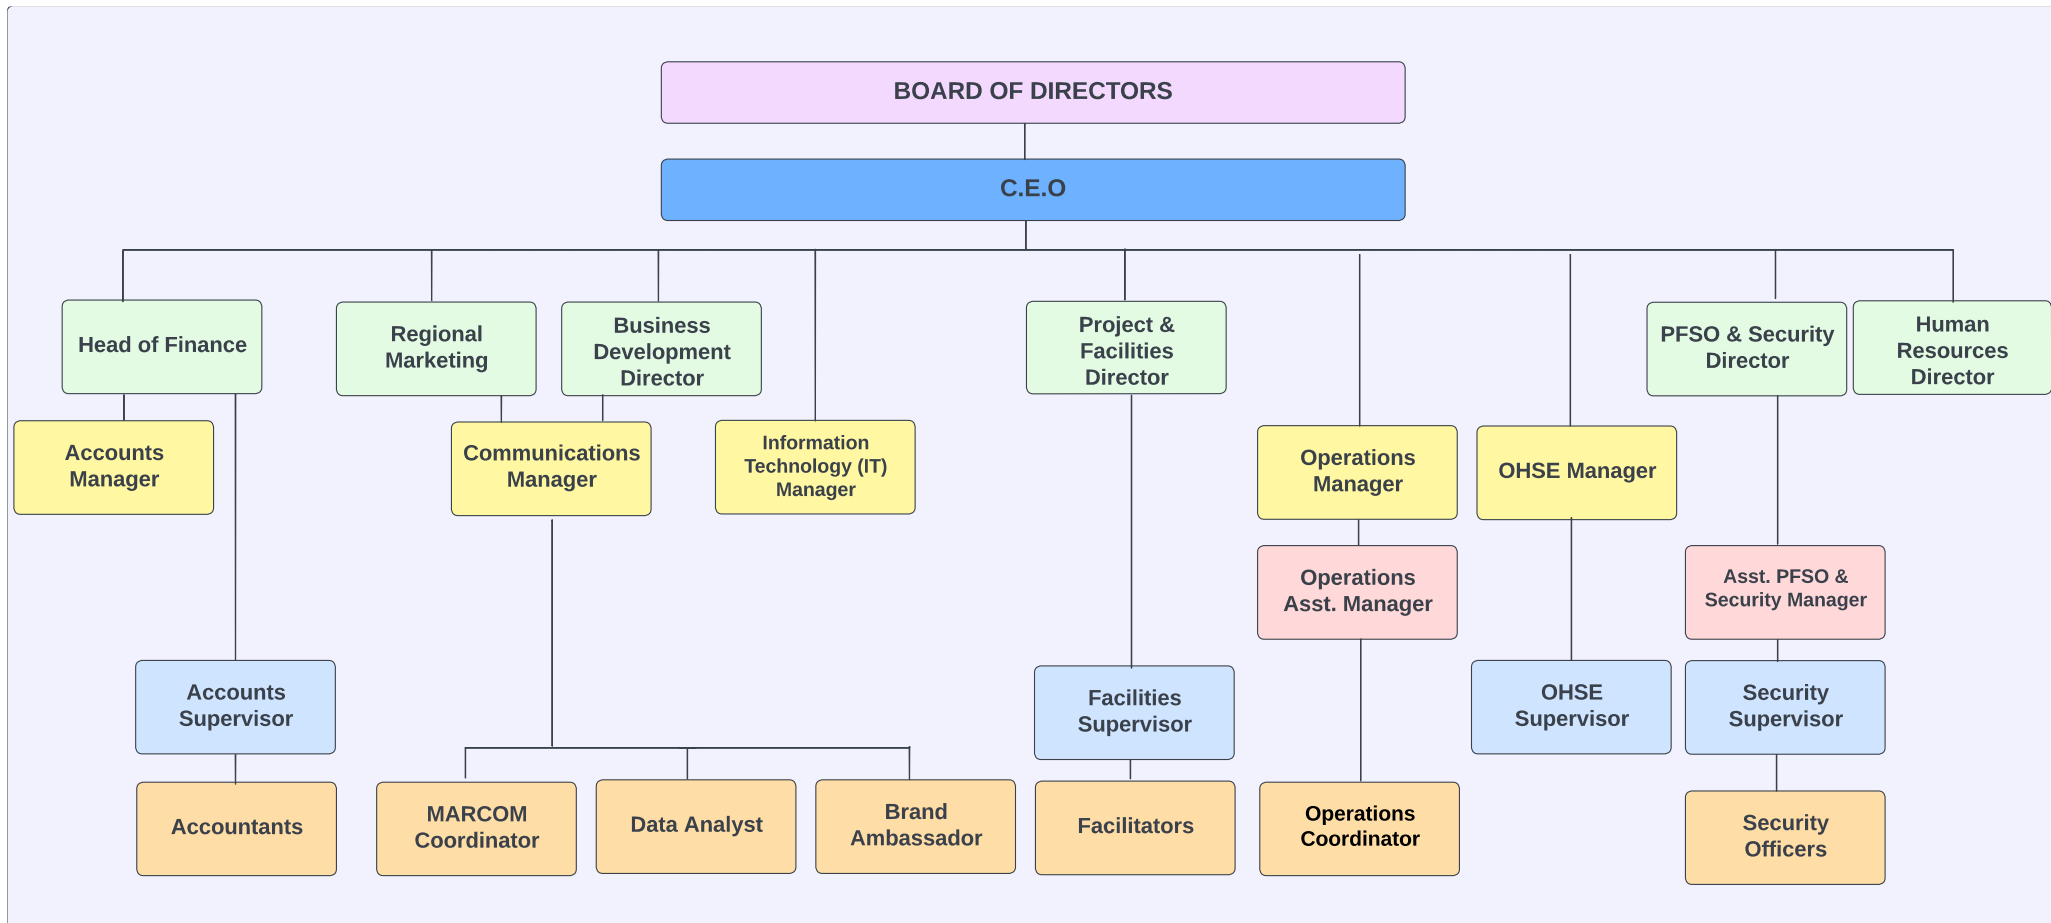 BOARD OF DIRECTORS
C.E.O
Head of Finance
Regional
Marketing
Business
Development
Director
Project &
Facilities
Director
PFSO & Security
Director
Human
Resources
Director
Accounts
Manager
Communications
Manager
Information
Technology (IT)
Manager
Operations
Manager
OHSE Manager
Operations
Asst. Manager
Asst. PFSO &
Security Manager
Accounts
Supervisor
Facilities
Supervisor
OHSE
Supervisor
Security
Supervisor
Accountants
MARCOM
Coordinator
Data Analyst
Brand
Ambassador
Facilitators
Operations
Coordinator
Security
Officers